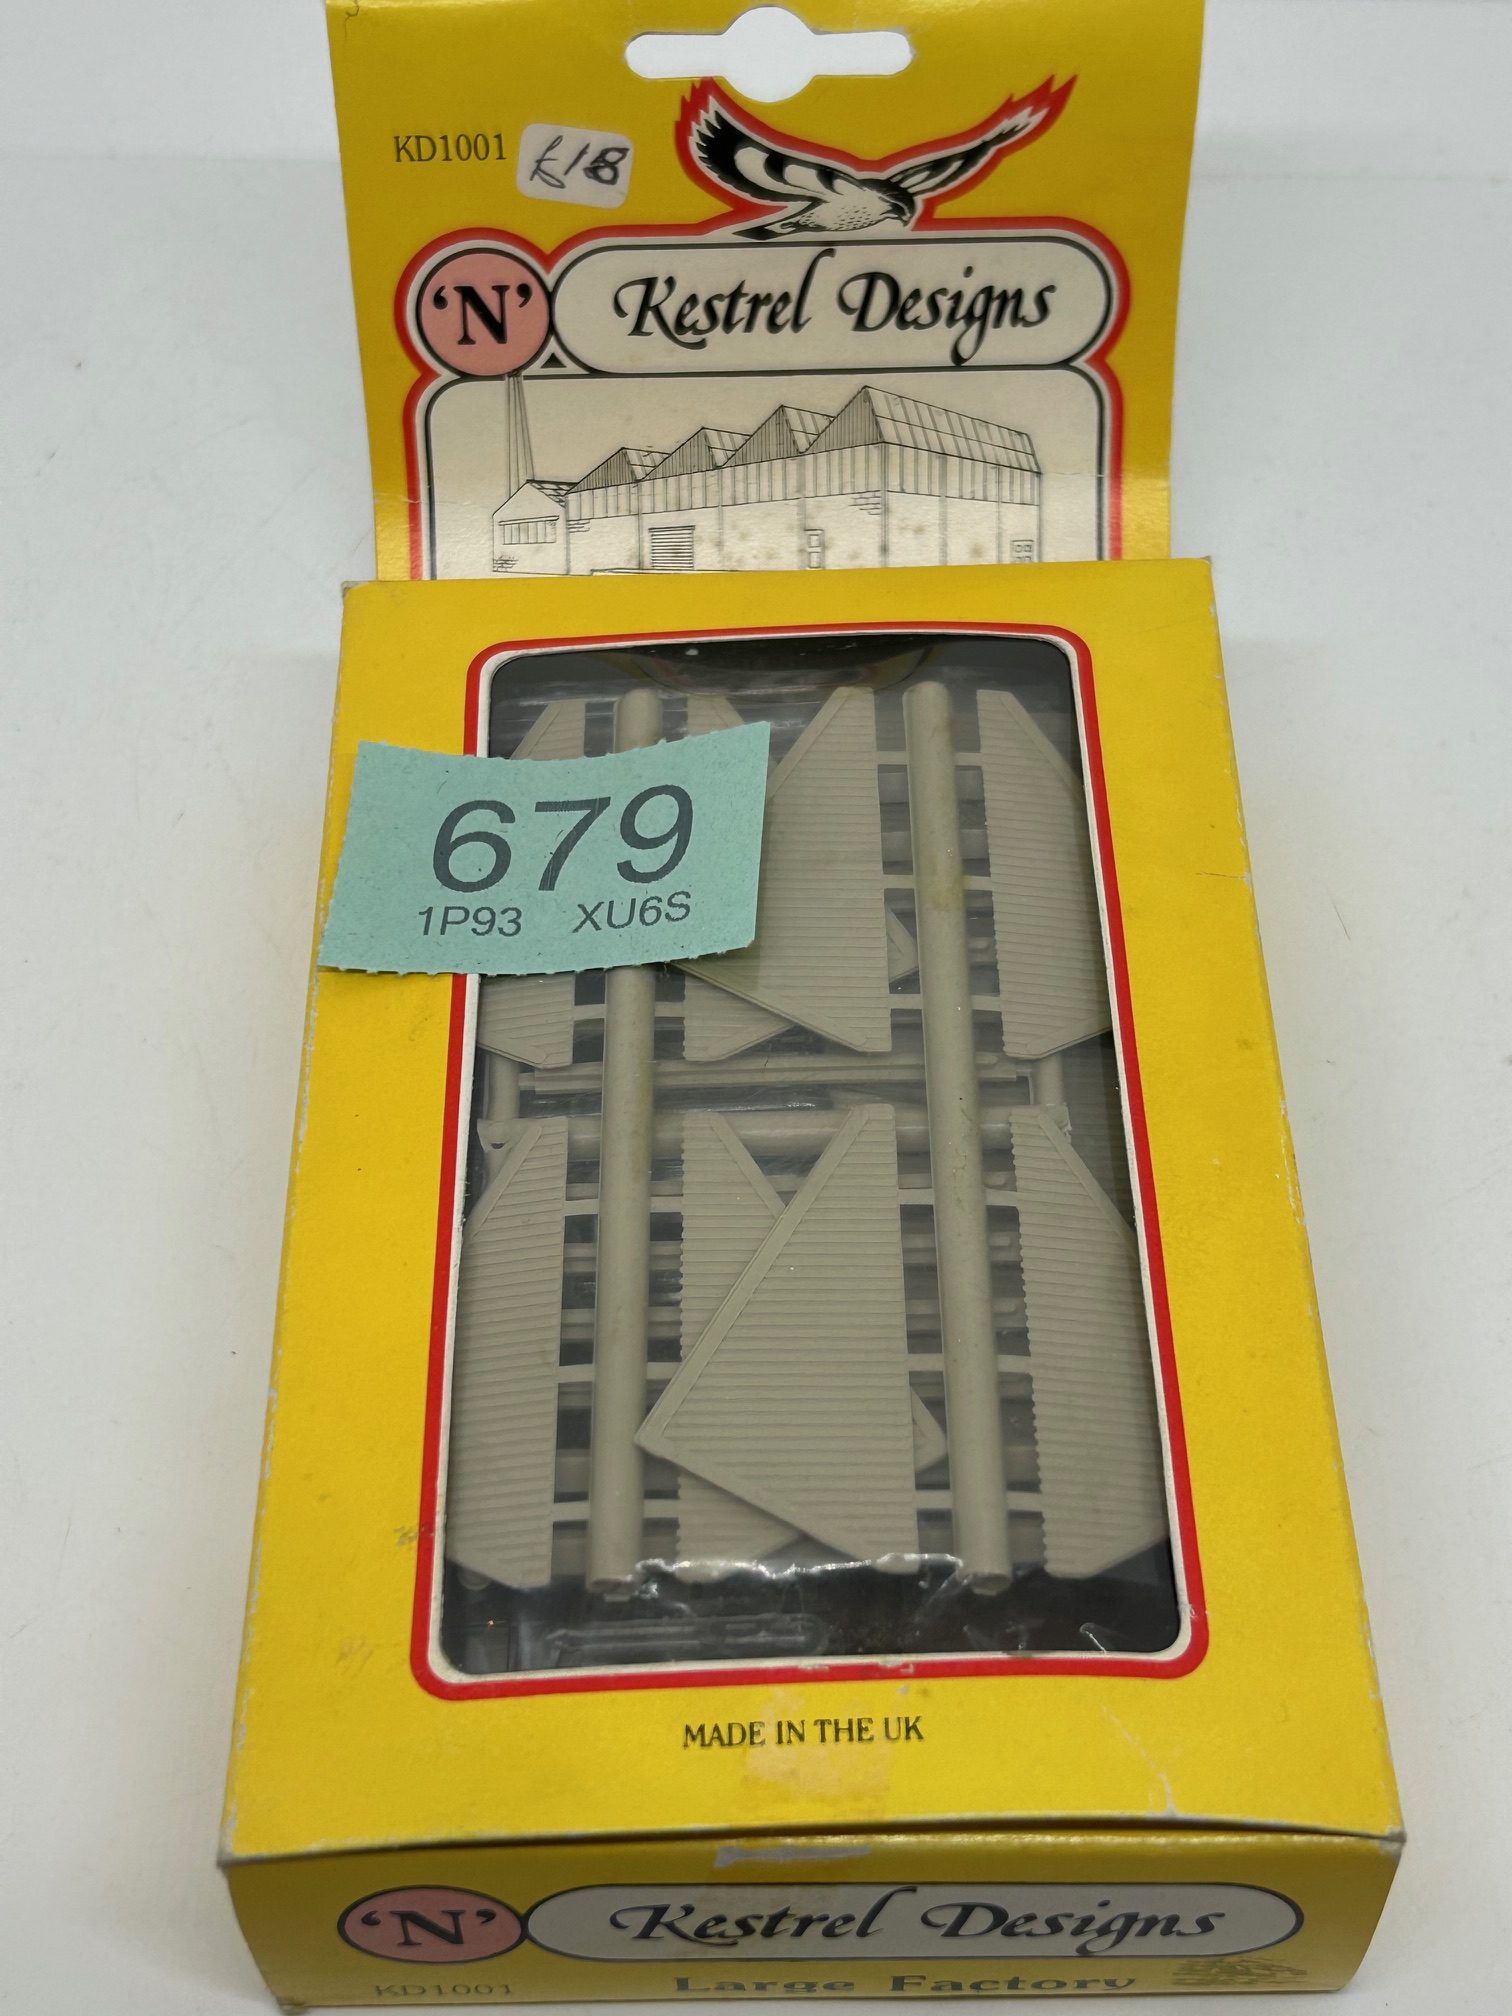 KD1001
£18
'N' Kestrel Designs
679
1P93 XU6S
MADE IN THE UK
'N' Kestrel Designs
KD1001 Large Factory